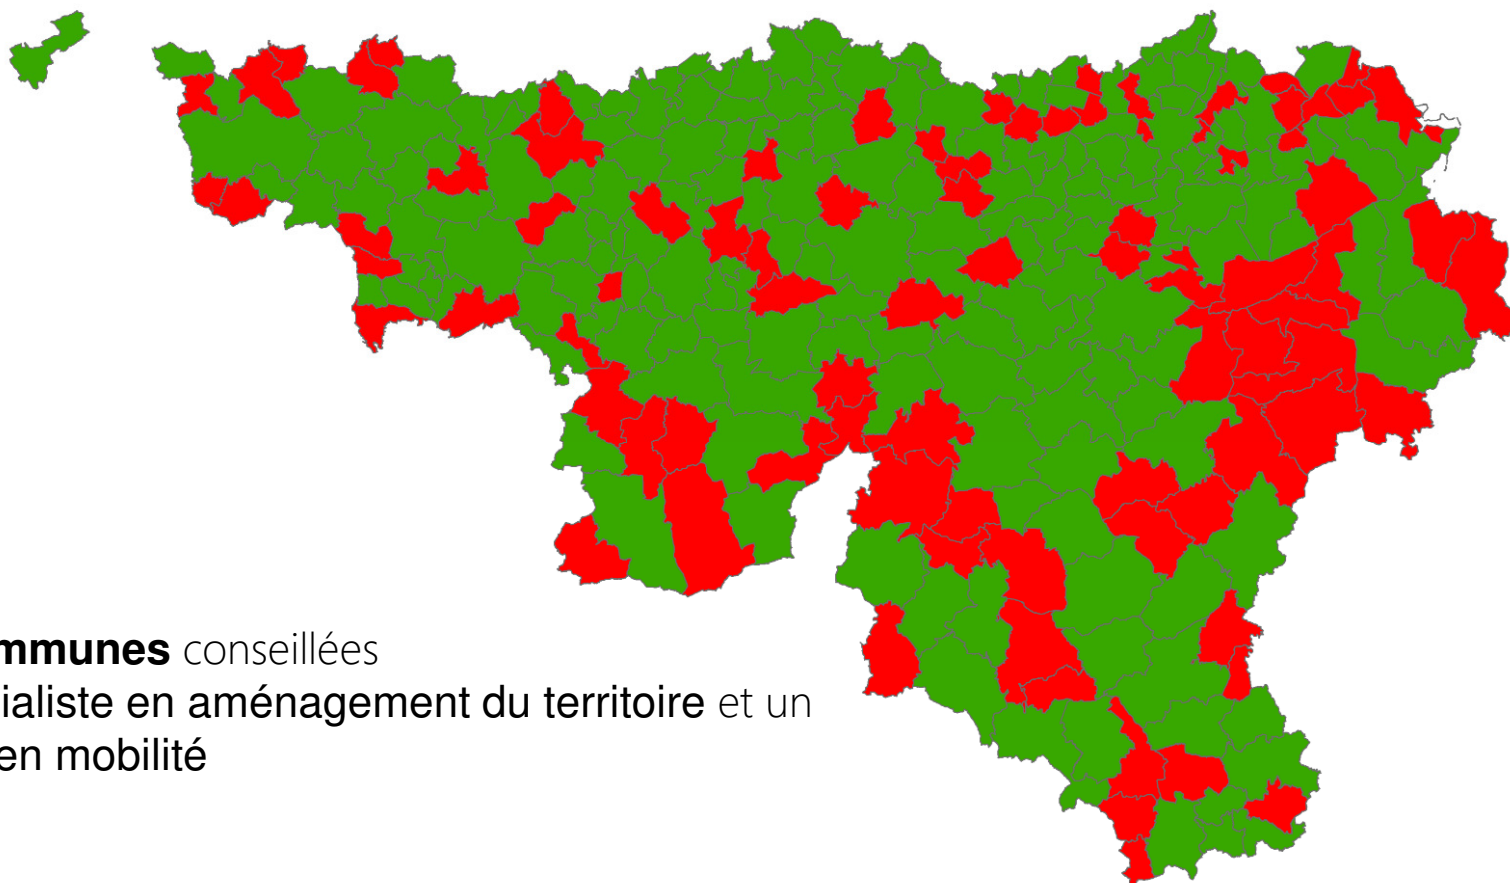 mmunes conseillées
ialiste en aménagement du territoire et un
en mobilité